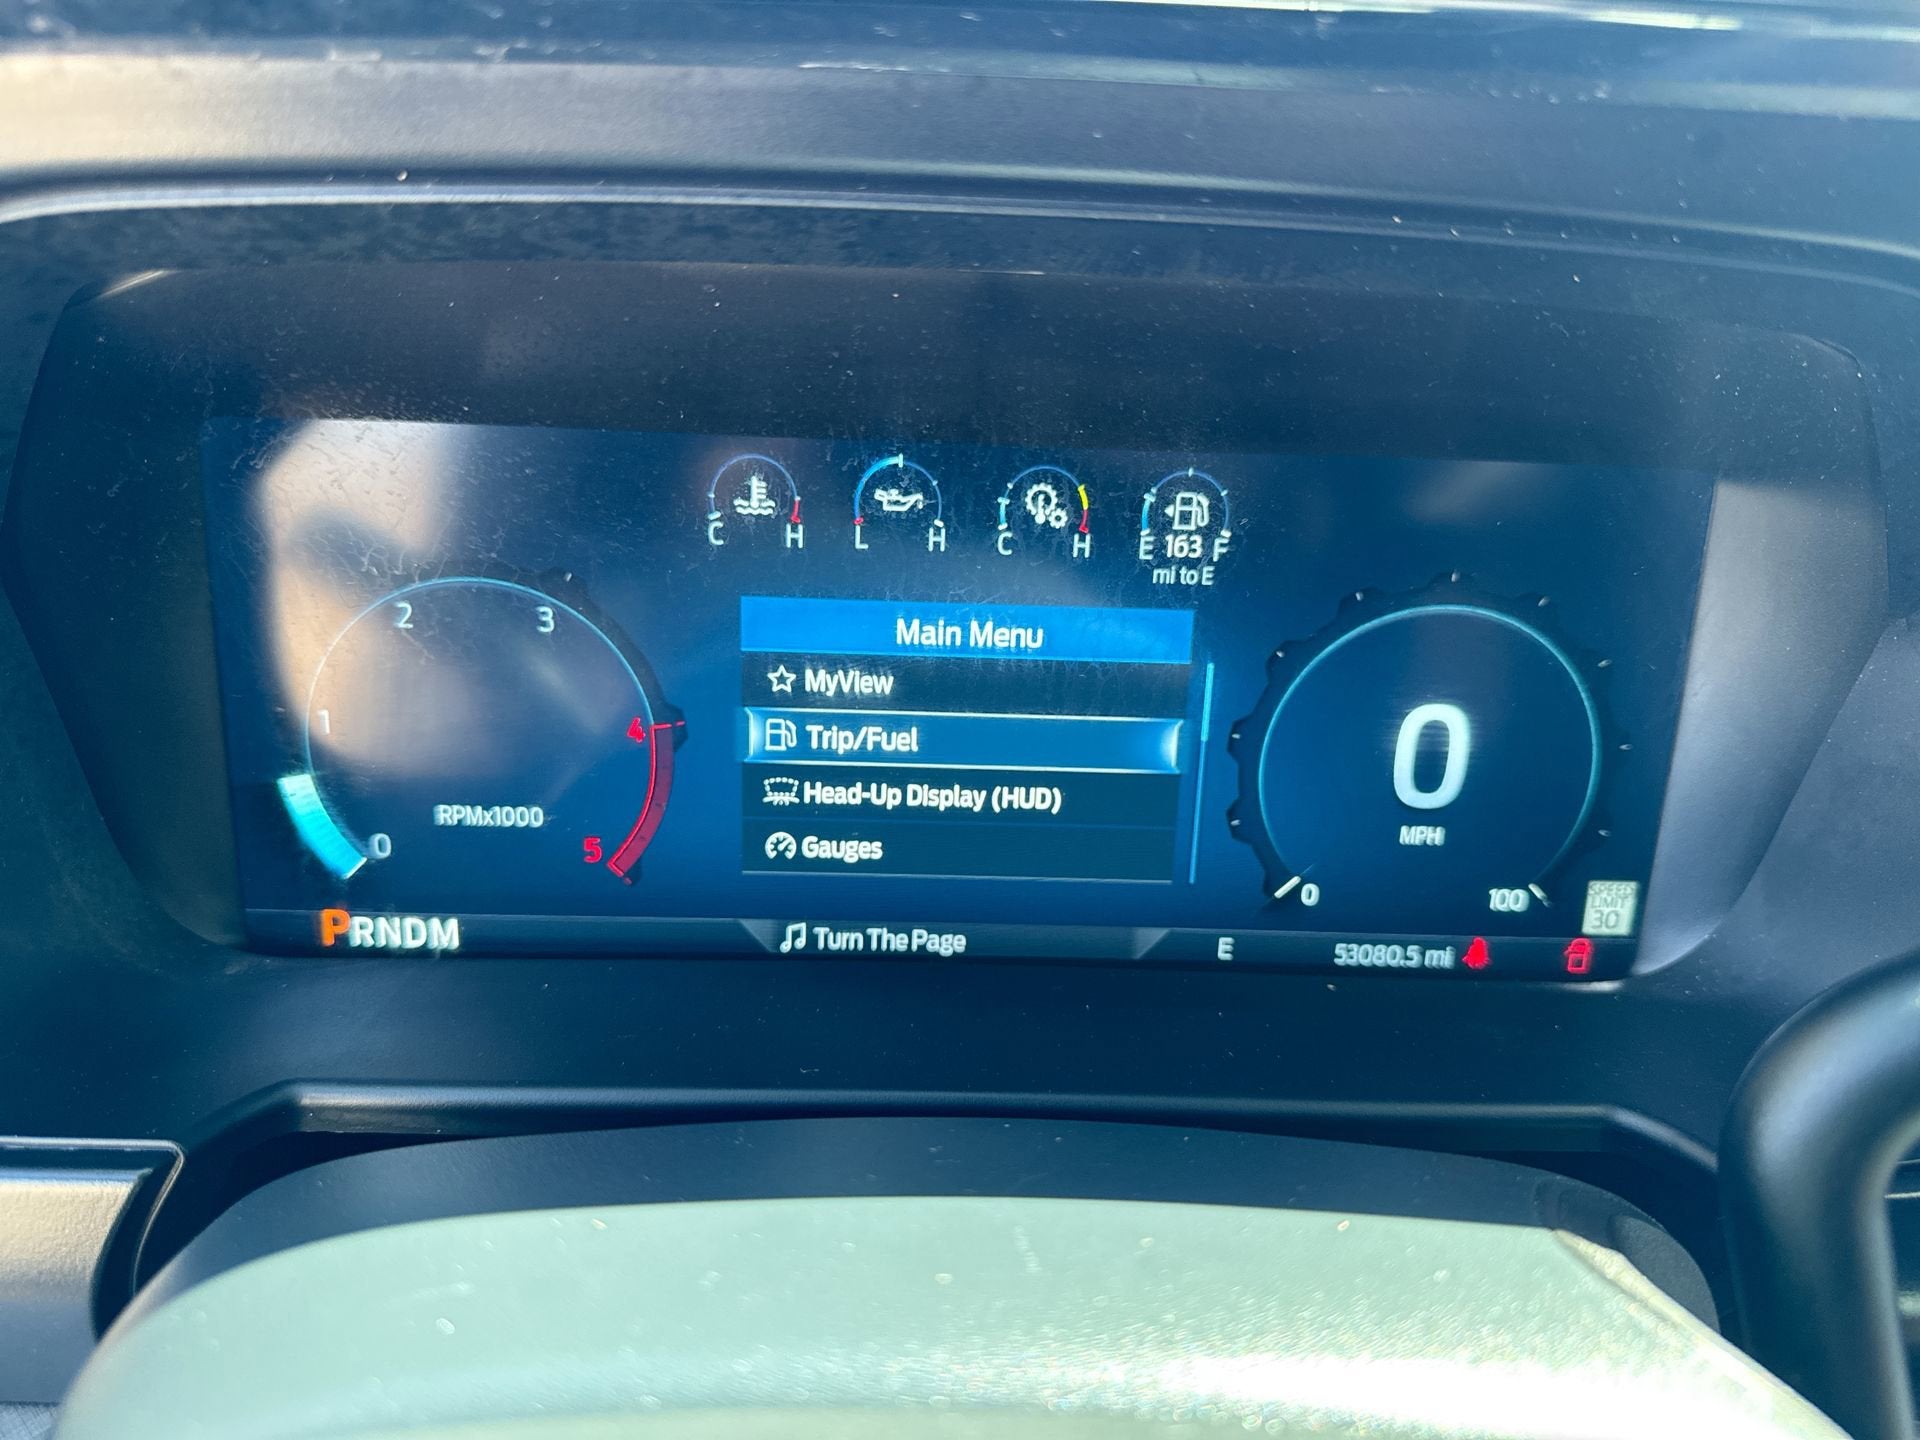 C H
L H
C H
E 163 F
mi to E
0 1 2 3 4 5
RPMx1000
Main Menu
MyView
Trip/Fuel
Head-Up Display (HUD)
Gauges
0
MPH
0 100
SPEED
LIMIT
30
PRNDM
Turn The Page
E
53080.5 mi